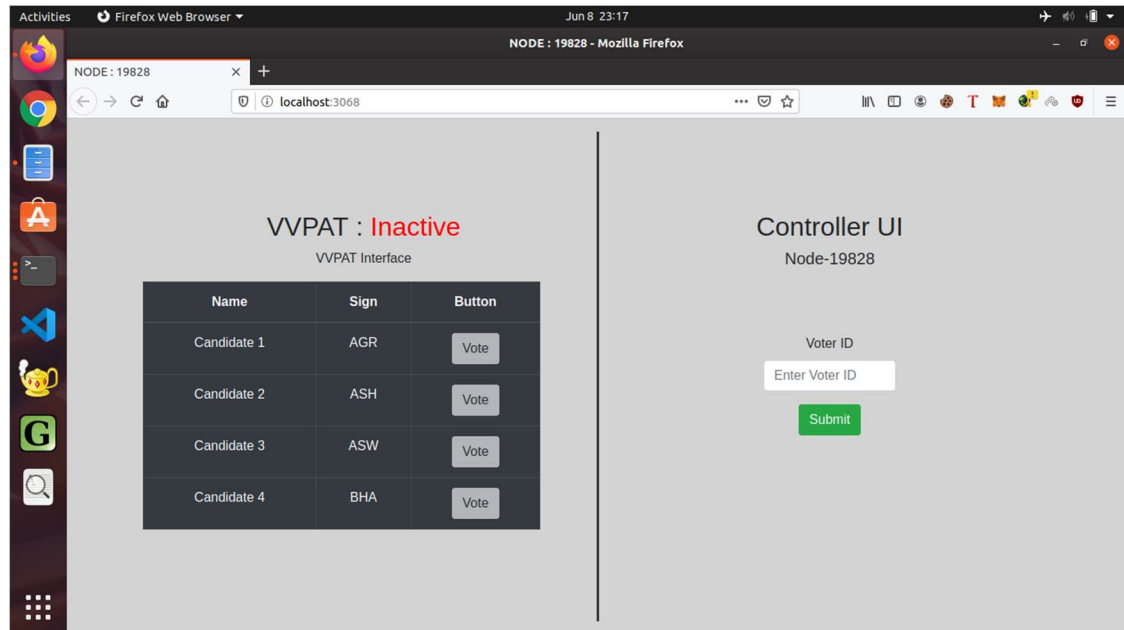 Activities Firefox Web Browser Jun 8 23:17
NODE : 19828 - Mozilla Firefox
NODE : 19828
localhost:3068
VVPAT : Inactive
VVPAT Interface
Name Sign Button
Candidate 1 AGR Vote
Candidate 2 ASH Vote
Candidate 3 ASW Vote
Candidate 4 BHA Vote
Controller UI
Node-19828
Voter ID
Enter Voter ID
Submit